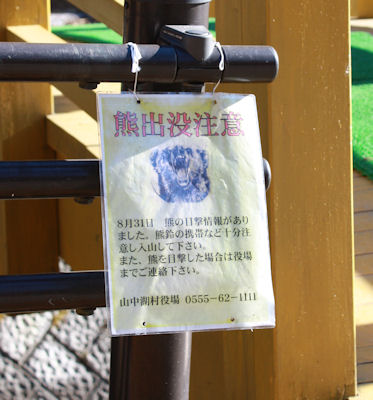 熊出没注意
8月31日　熊の目撃情報があり
ました。熊鈴の携帯など十分注
意し入山して下さい。
また、熊を目撃した場合は役場
までご連絡下さい。
山中湖村役場 0555-62-1111